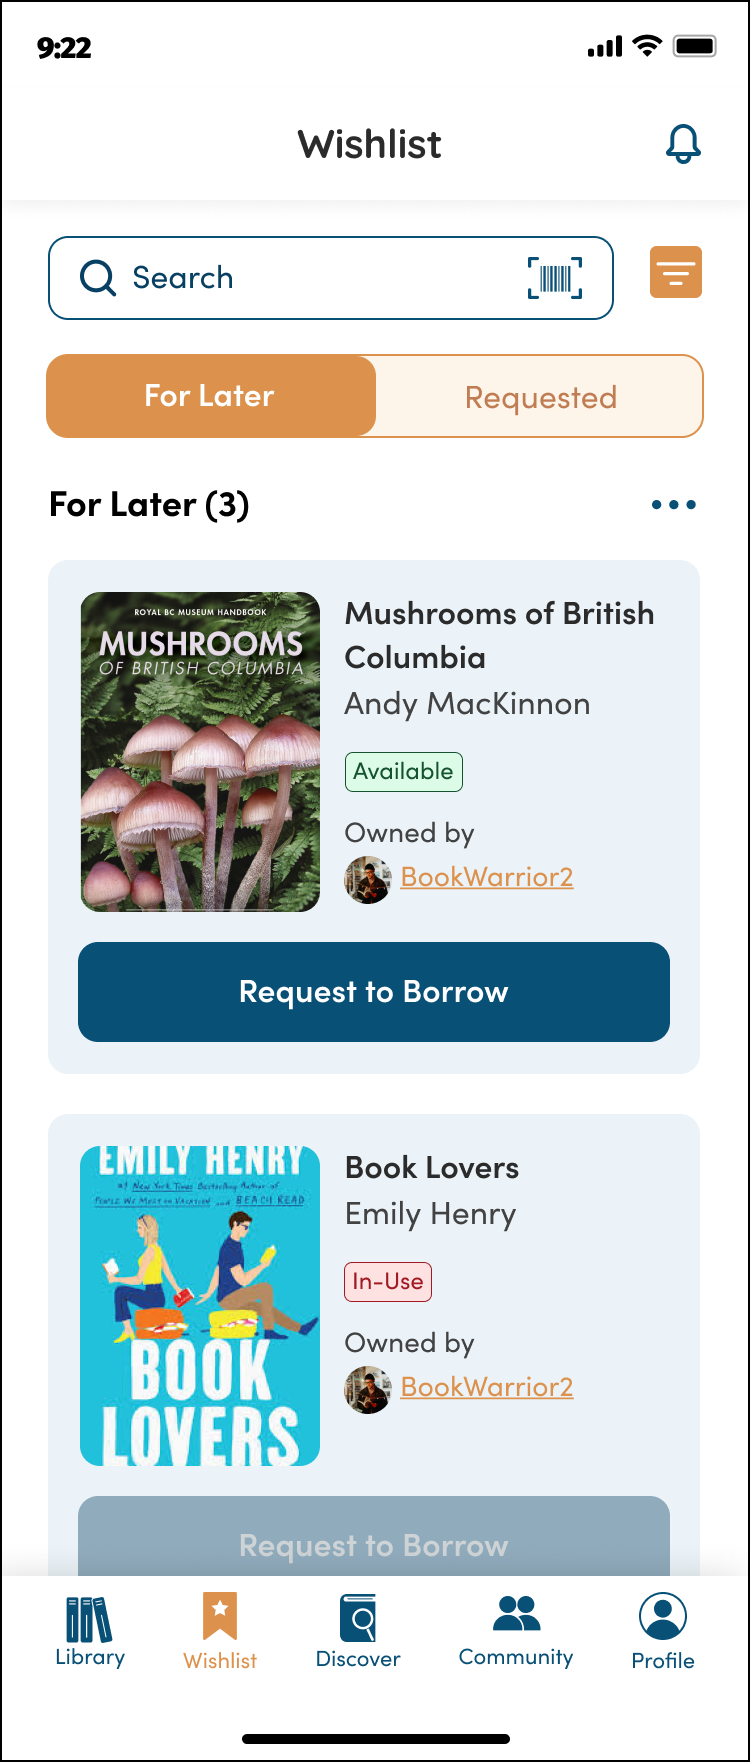 9:22
Wishlist
Search
For Later
Requested
For Later (3)
ROYAL BC MUSEUM HANDBOOK
MUSHROOMS
OF BRITISH COLUMBIA
Mushrooms of British
Columbia
Andy MacKinnon
Available
Owned by
BookWarrior2
Request to Borrow
EMILY HENRY
#1 New York Times Bestselling Author of
PEOPLE WE MEET ON VACATION and BEACH READ
BOOK
LOVERS
Book Lovers
Emily Henry
In-Use
Owned by
BookWarrior2
Request to Borrow
Library
Wishlist
Discover
Community
Profile